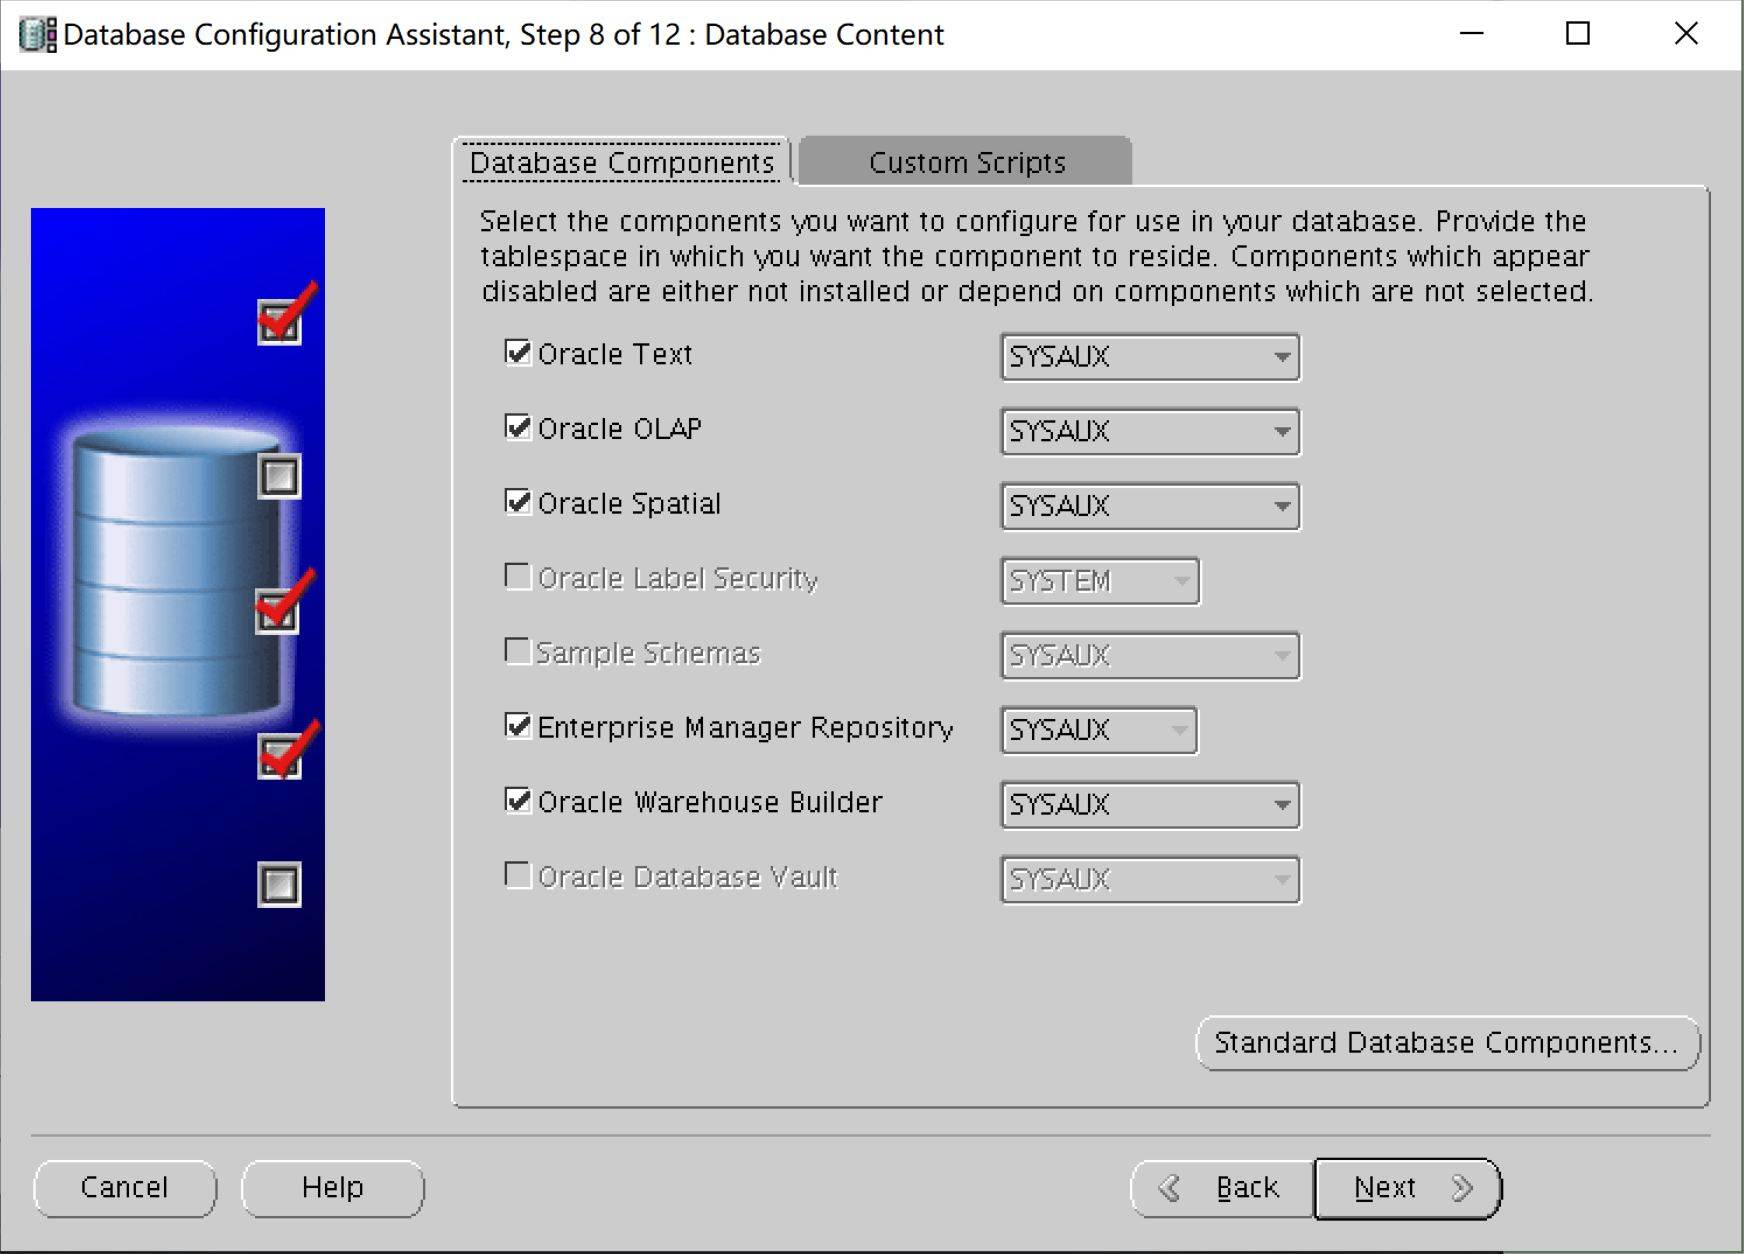 Database Configuration Assistant, Step 8 of 12 : Database Content
Database Components
Custom Scripts
Select the components you want to configure for use in your database. Provide the
tablespace in which you want the component to reside. Components which appear
disabled are either not installed or depend on components which are not selected.
Oracle Text SYSAUX
Oracle OLAP SYSAUX
Oracle Spatial SYSAUX
Oracle Label Security SYSTEM
Sample Schemas SYSAUX
Enterprise Manager Repository SYSAUX
Oracle Warehouse Builder SYSAUX
Oracle Database Vault SYSAUX
Standard Database Components...
Cancel Help Back Next